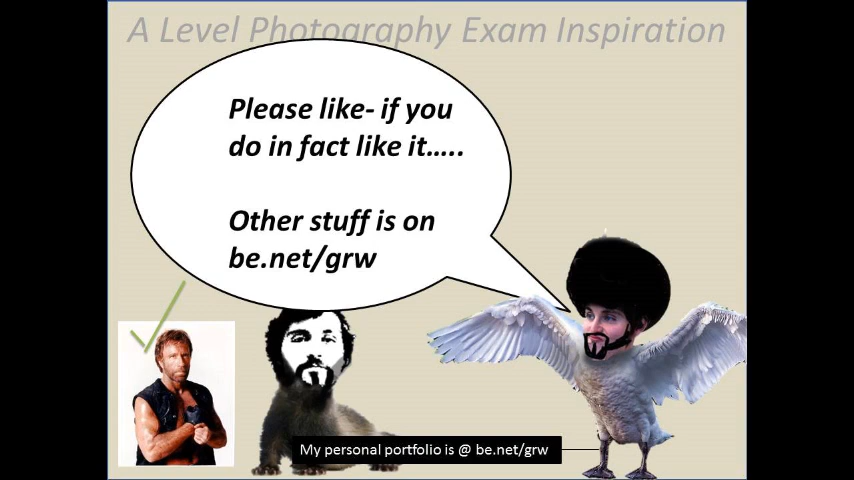 A Level Photography Exam Inspiration
Please like- if you
do in fact like it.....
Other stuff is on
be.net/grw
My personal portfolio is @ be.net/grw